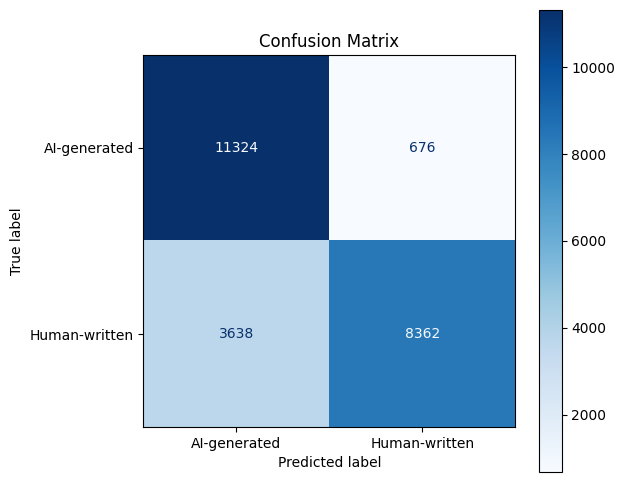 Confusion Matrix
True label
AI-generated
11324
676
Human-written
3638
8362
AI-generated
Human-written
Predicted label
10000
8000
6000
4000
2000